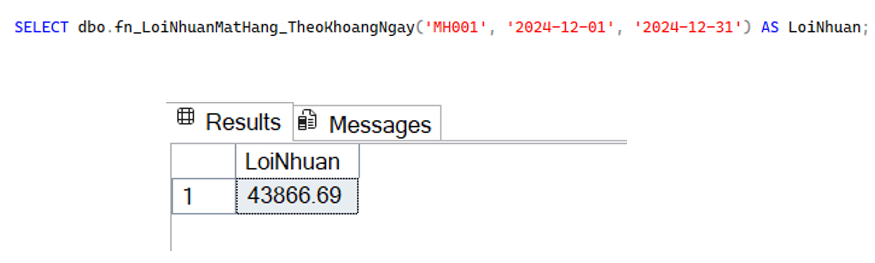 SELECT dbo.fn_LoiNhuanMatHang_TheoKhoangNgay('MH001', '2024-12-01', '2024-12-31') AS LoiNhuan;
Results Messages
LoiNhuan
1 43866.69